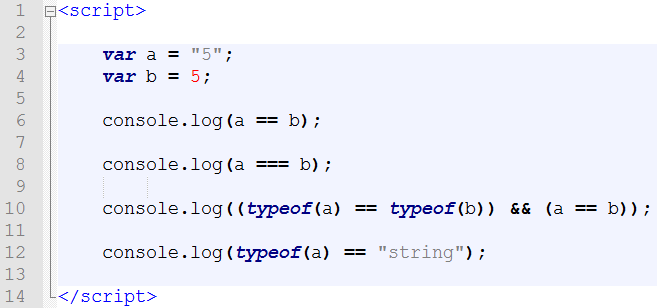 1 <script>
2
3 var a = "5";
4 var b = 5;
5
6 console.log(a == b);
7
8 console.log(a === b);
9
10 console.log((typeof(a) == typeof(b)) && (a == b));
11
12 console.log(typeof(a) == "string");
13
14 </script>